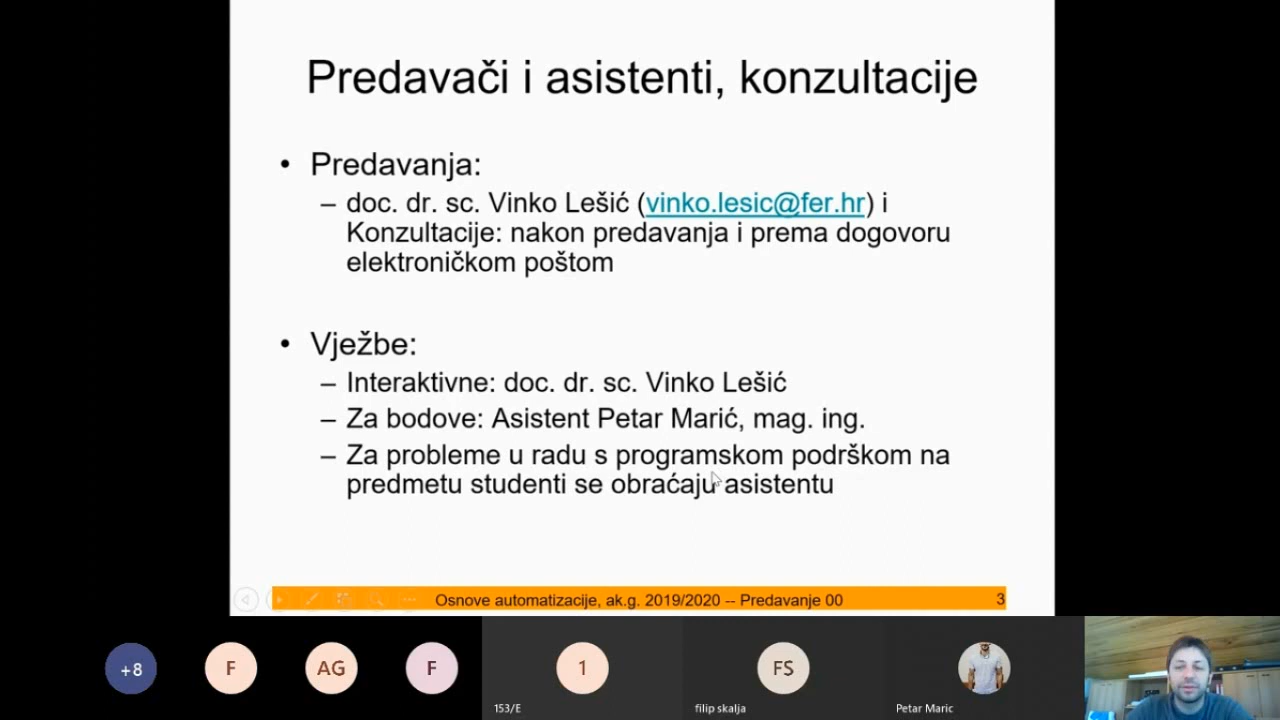 Predavači i asistenti, konzultacije
• Predavanja:
– doc. dr. sc. Vinko Lešić (vinko.lesic@fer.hr) i
Konzultacije: nakon predavanja i prema dogovoru
elektroničkom poštom
• Vježbe:
– Interaktivne: doc. dr. sc. Vinko Lešić
– Za bodove: Asistent Petar Marić, mag. ing.
– Za probleme u radu s programskom podrškom na
predmetu studenti se obraćaju asistentu
Osnove automatizacije, ak.g. 2019/2020 -- Predavanje 00
3
+8
F
AG
F
1
FS
153/E
filip skalja
Petar Maric